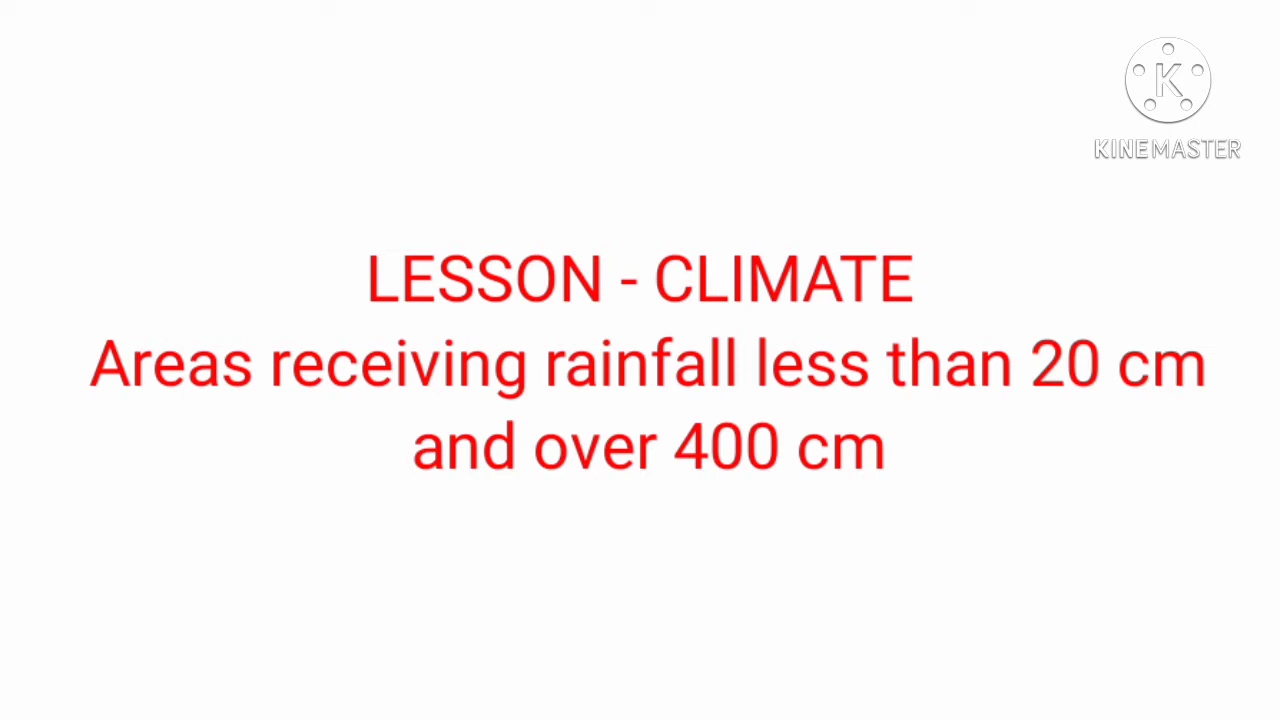 K
KINEMASTER
LESSON - CLIMATE
Areas receiving rainfall less than 20 cm
and over 400 cm